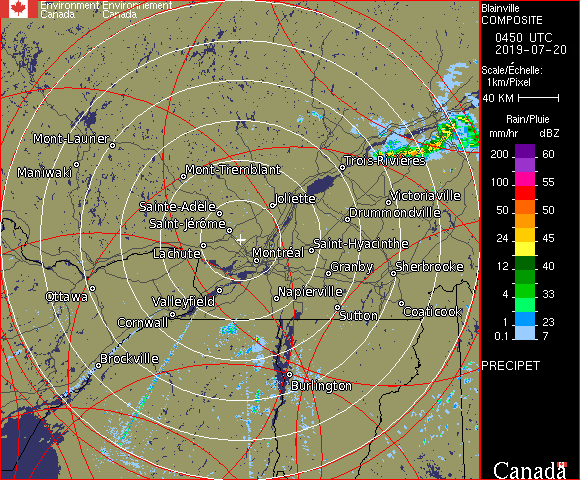 Environment Environnement
Canada Canada
Blainville
COMPOSITE
0450 UTC
2019-07-20
Scale/Échelle:
1km/Pixel
40 KM
Rain/Pluie
mm/hr dBZ
200 60
100 55
50 50
24 45
12 40
4 33
1 23
0.1 7
PRECIPET
Canada
Mont-Laurier
Maniwaki
Mont-Tremblant
Trois-Rivières
Sainte-Adèle
Joliette
Victoriaville
Saint-Jérôme
Drummondville
Lachute
Montréal
Saint-Hyacinthe
Granby
Sherbrooke
Ottawa
Valleyfield
Napierville
Cornwall
Sutton
Coaticook
Brockville
Burlington